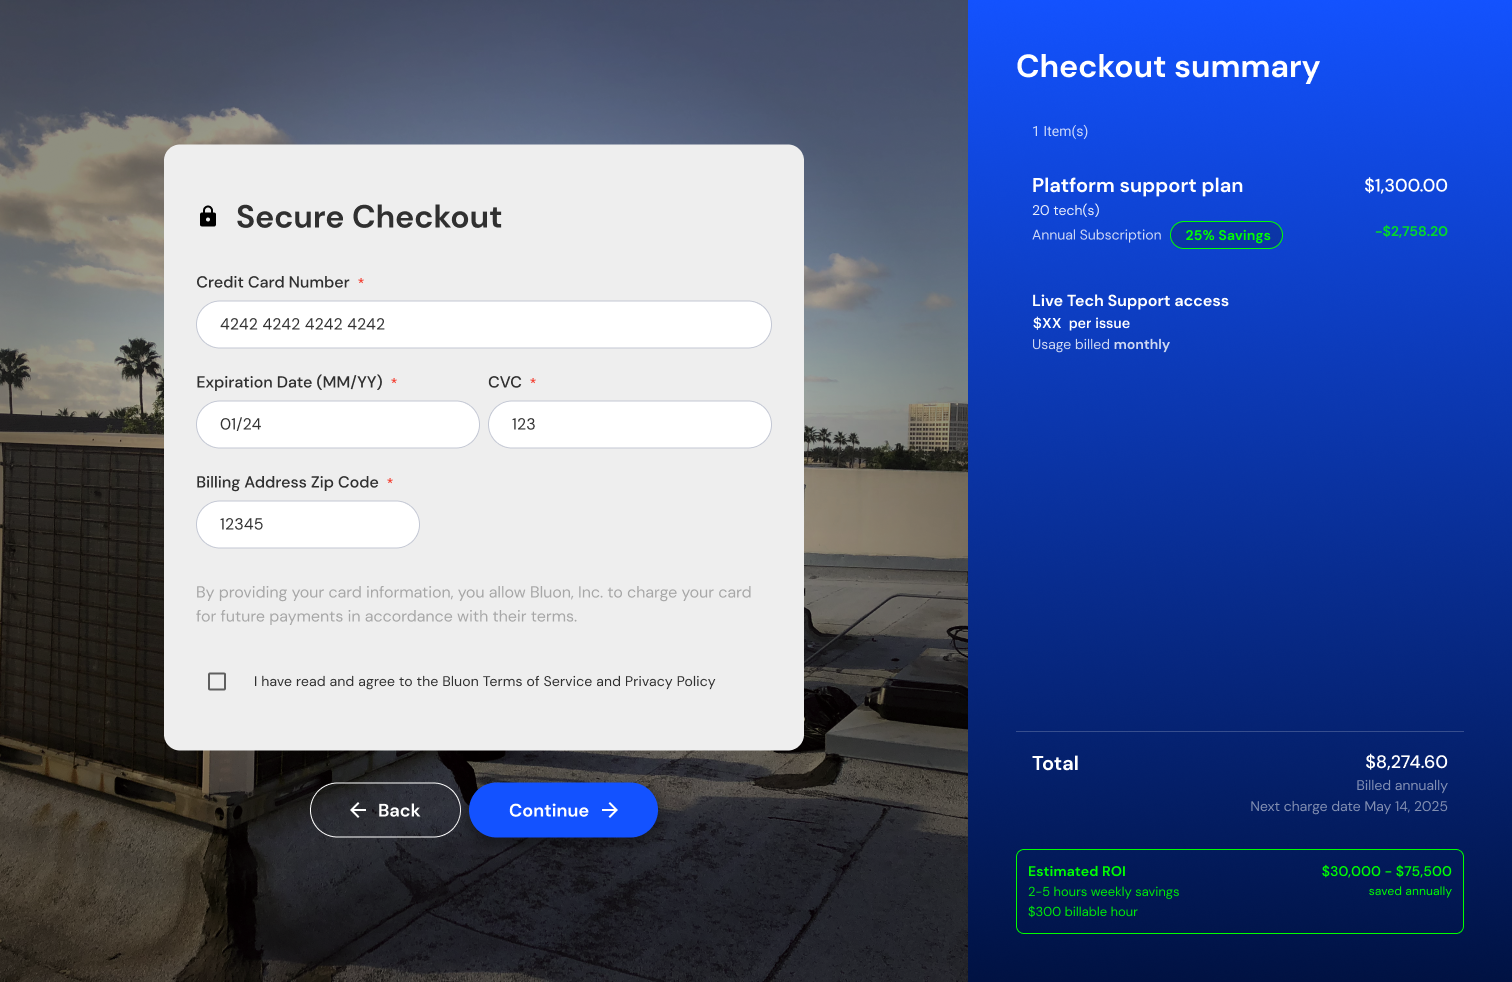 Secure Checkout
Credit Card Number *
4242 4242 4242 4242
Expiration Date (MM/YY) *
CVC *
01/24
123
Billing Address Zip Code *
12345
By providing your card information, you allow Bluon, Inc. to charge your card
for future payments in accordance with their terms.
I have read and agree to the Bluon Terms of Service and Privacy Policy
Back
Continue
Checkout summary
1 Item(s)
Platform support plan
$1,300.00
20 tech(s)
Annual Subscription
25% Savings
-$2,758.20
Live Tech Support access
$XX per issue
Usage billed monthly
Total
$8,274.60
Billed annually
Next charge date May 14, 2025
Estimated ROI
$30,000 - $75,500
2-5 hours weekly savings
saved annually
$300 billable hour